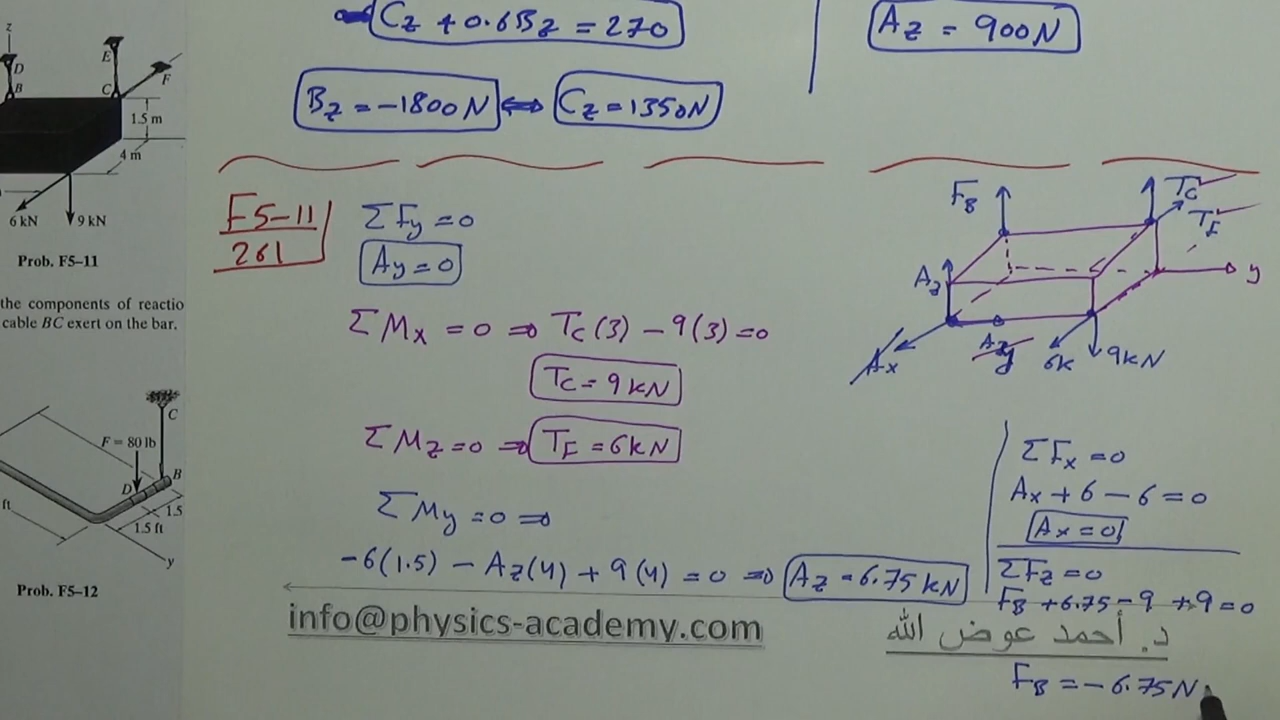 Cz + 0.6Bz = 270
Az = 900N
Bz = -1800N ⇔ Cz = 1350N
z
D
B
E
C
F
1.5 m
4 m
6 kN
9 kN
Prob. F5–11
the components of reactio
cable BC exert on the bar.
C
F = 80 lb
B
D
1.5
1.5 ft
ft
y
Prob. F5–12
F5-11
261
ΣFy = 0
Ay = 0
ΣMx = 0 ⇒ Tc(3) - 9(3) = 0
Tc = 9 kN
ΣMz = 0 ⇒ TF = 6kN
ΣMy = 0 ⇒
-6(1.5) - Az(4) + 9(4) = 0 ⇒ Az = 6.75 kN
FB
Tc
TF
Az
y
Ax
6k
9kN
ΣFx = 0
Ax + 6 - 6 = 0
Ax = 0
ΣFz = 0
FB + 6.75 - 9 + 9 = 0
FB = -6.75N
info@physics-academy.com
د. أحمد عوض الله